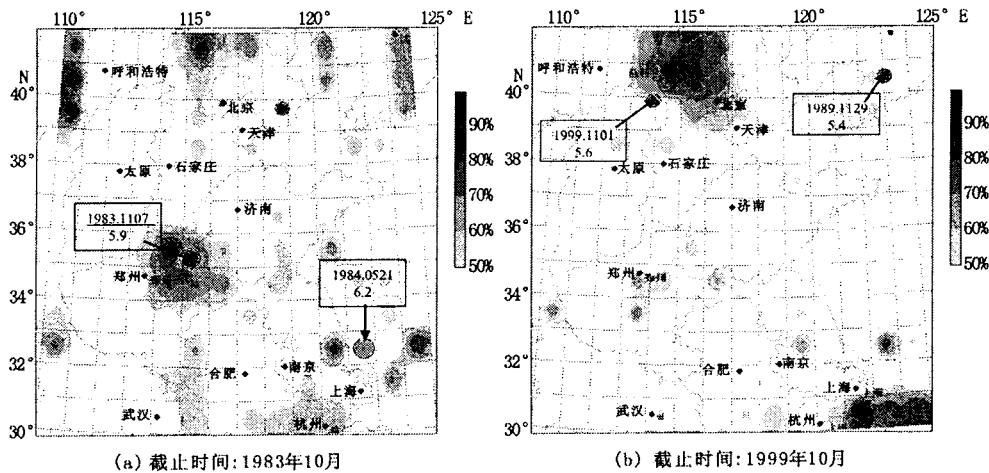 110° 115° 120° 125° E
N
40°
38°
36°
34°
32°
30°
呼和浩特
北京
天津
太原
石家庄
济南
1983.1107
5.9
郑州
1984.0521
6.2
合肥
南京
上海
武汉
杭州
90%
80%
70%
60%
50%
(a) 截止时间:1983年10月
110° 115° 120° 125° E
N
40°
38°
36°
34°
32°
30°
呼和浩特
北京
1989.1129
5.4
1999.1101
5.6
天津
太原
石家庄
济南
郑州
郑州
合肥
南京
上海
上海
武汉
杭州
90%
80%
70%
60%
50%
(b) 截止时间:1999年10月